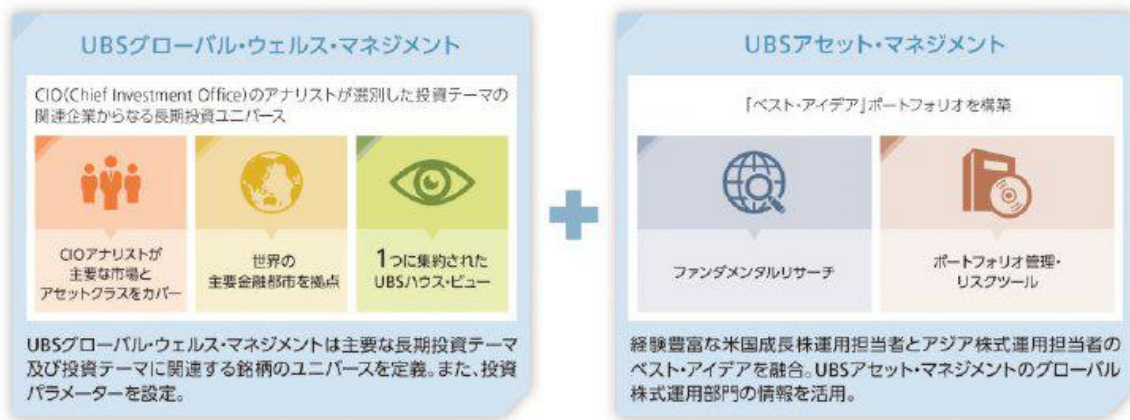 UBSグローバル・ウェルス・マネジメント
CIO(Chief Investment Office)のアナリストが選別した投資テーマの
関連企業からなる長期投資ユニバース
CIOアナリストが
主要な市場と
アセットクラスをカバー
世界の
主要金融都市を拠点
1つに集約された
UBSハウス・ビュー
UBSグローバル・ウェルス・マネジメントは主要な長期投資テーマ
及び投資テーマに関連する銘柄のユニバースを定義。また、投資
パラメーターを設定。
UBSアセット・マネジメント
「ベスト・アイデア」ポートフォリオを構築
ファンダメンタルリサーチ
ポートフォリオ管理・
リスクツール
経験豊富な米国成長株運用担当者とアジア株式運用担当者の
ベスト・アイデアを融合。UBSアセット・マネジメントのグローバル
株式運用部門の情報を活用。